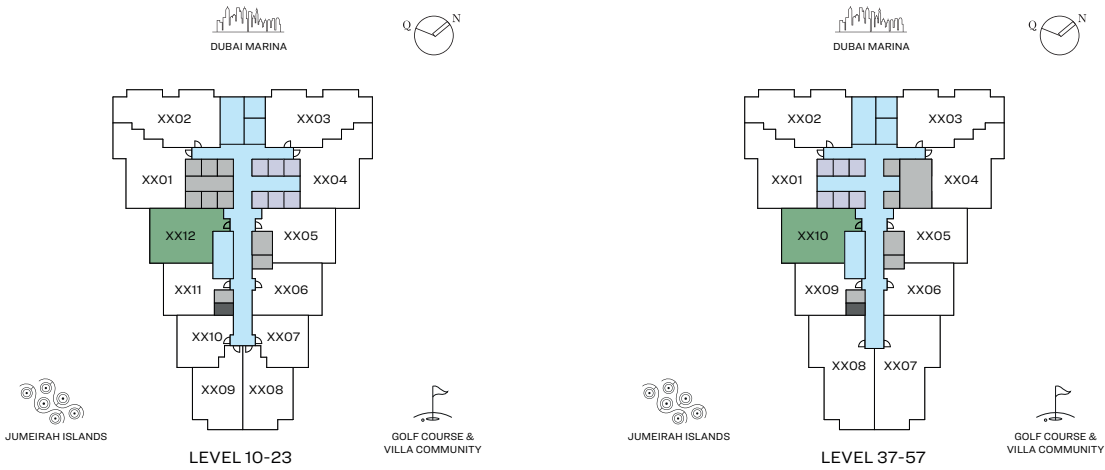 DUBAI MARINA
Q N
XX02 XX03
XX01 XX04
XX12 XX05
XX11 XX06
XX10 XX07
XX09 XX08
JUMEIRAH ISLANDS
GOLF COURSE &
VILLA COMMUNITY
LEVEL 10-23
DUBAI MARINA
Q N
XX02 XX03
XX01 XX04
XX10 XX05
XX09 XX06
XX08 XX07
JUMEIRAH ISLANDS
GOLF COURSE &
VILLA COMMUNITY
LEVEL 37-57